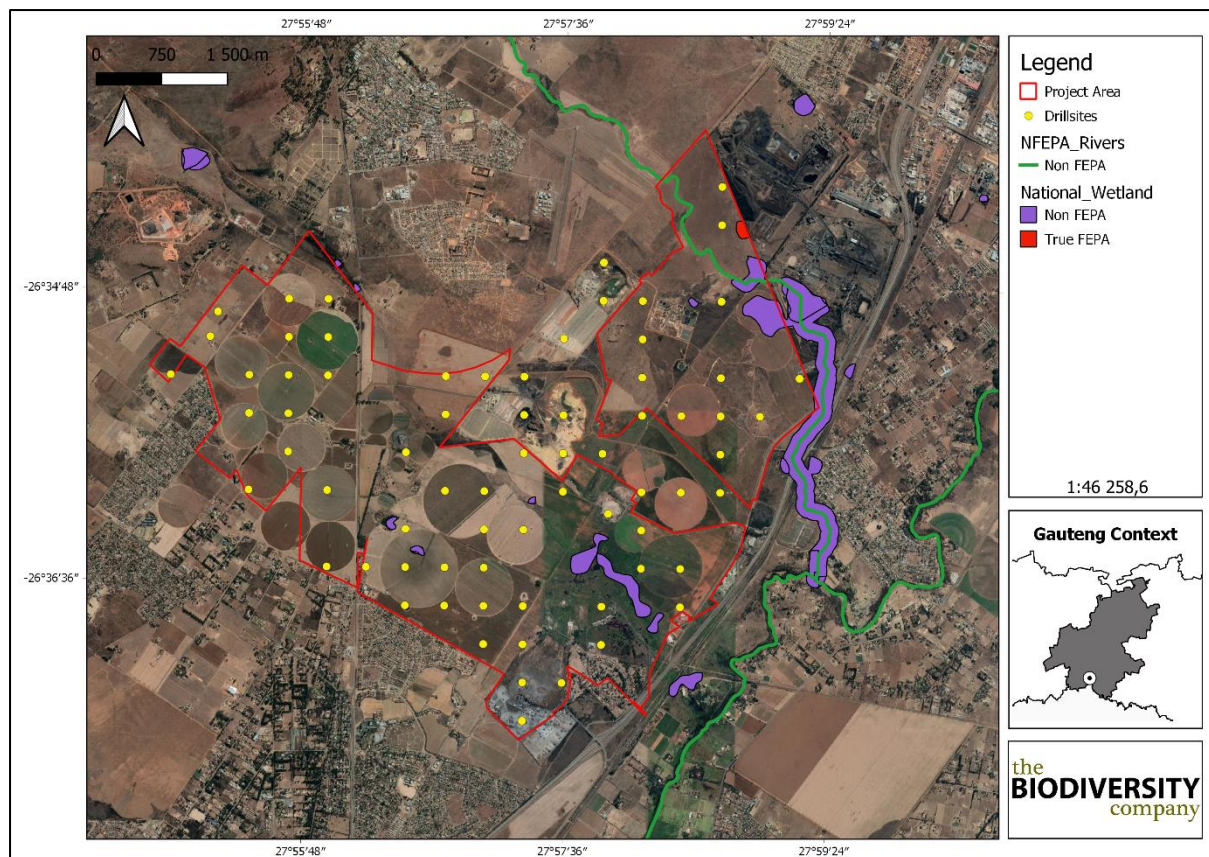 27°55′48″ 27°57′36″ 27°59′24″
0 750 1 500 m
-26°34′48″
-26°36′36″
27°55′48″ 27°57′36″ 27°59′24″
Legend
Project Area
Drillsites
NFEPA_Rivers
Non FEPA
National_Wetland
Non FEPA
True FEPA
1:46 258,6
Gauteng Context
the
BIODIVERSITY
company